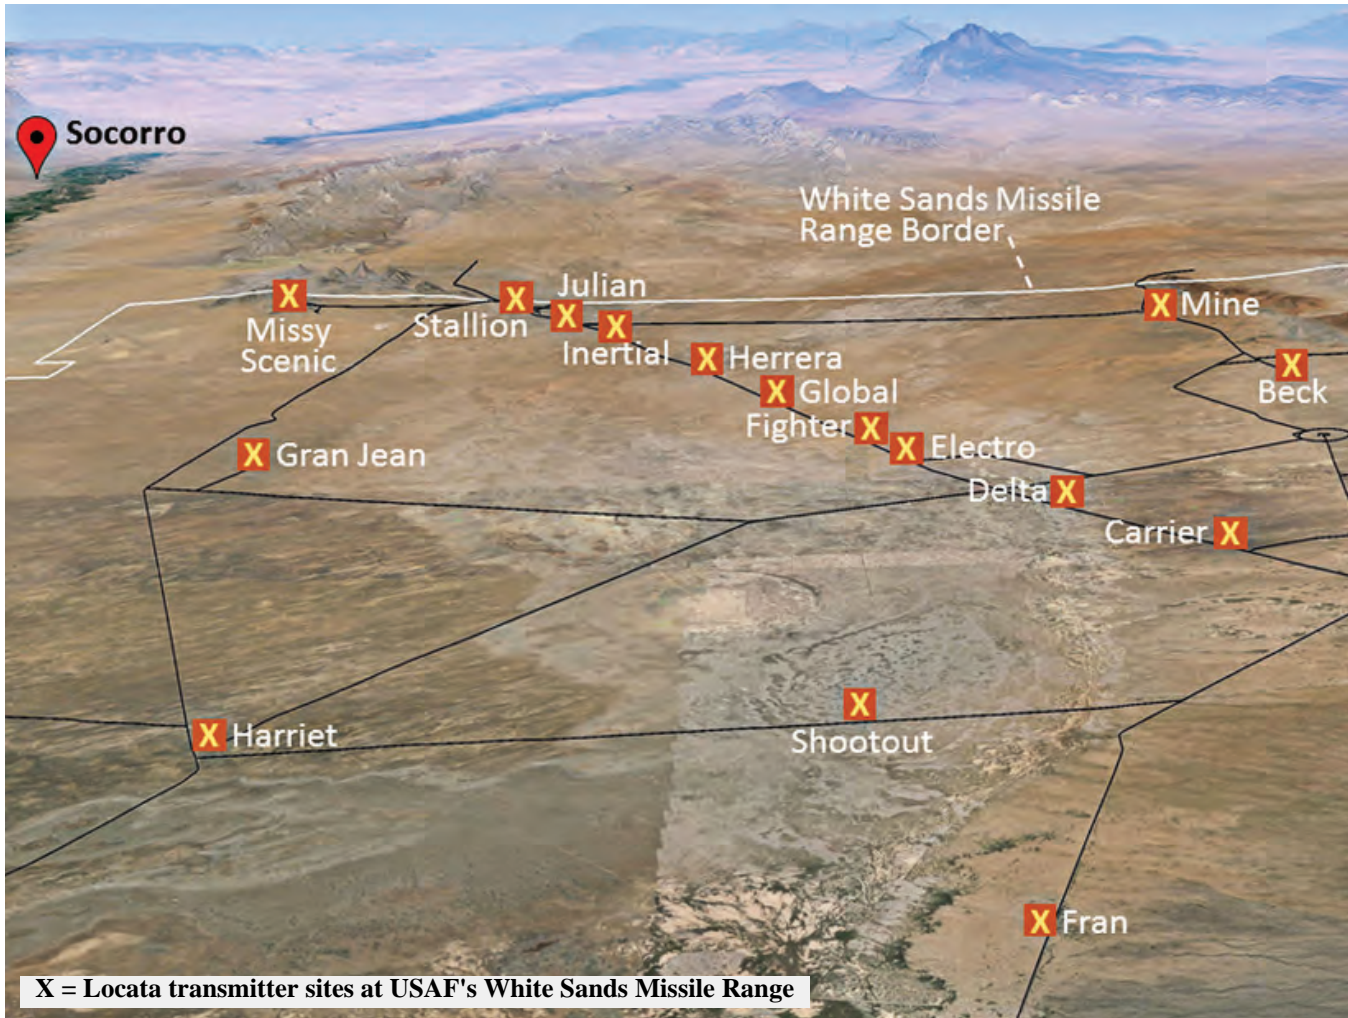 Socorro
White Sands Missile
Range Border
X
Missy
Scenic
X
Stallion
Julian
X
X
Inertial
X Mine
X Herrera
X
Beck
X Global
Fighter X
X Electro
X Gran Jean
Delta X
Carrier X
X
Shootout
X Harriet
X Fran
X = Locata transmitter sites at USAF's White Sands Missile Range